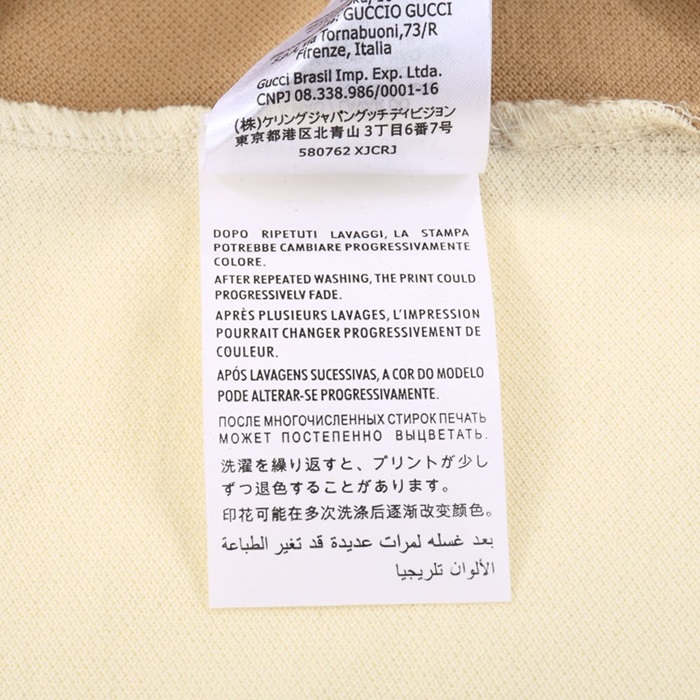 GUCCIO GUCCI
Tornabuoni,73/R
Firenze, Italia
Gucci Brasil Imp. Exp. Ltda.
CNPJ 08.338.986/0001-16
(株)ケリングジャパングッチディビジョン
東京都港区北青山3丁目6番7号
580762 XJCRJ
DOPO RIPETUTI LAVAGGI, LA STAMPA
POTREBBE CAMBIARE PROGRESSIVAMENTE
COLORE.
AFTER REPEATED WASHING, THE PRINT COULD
PROGRESSIVELV FADE.
APRÈS PLUSIEURS LAVAGES, L'IMPRESSION
POURRAIT CHANGER PROGRESSIVEMENT DE
COULEUR.
APÓS LAVAGENS SUCESSIVAS, A COR DO MODELO
PODE ALTERAR-SE PROGRESSIVAMENTE.
ПОСЛЕ МНОГОЧИСЛЕННЫХ СТИРОК ПЕЧАТЬ
МОЖЕТ ПОСТЕПЕННО ВЫЦВЕТАТЬ.
洗濯を繰り返すと、プリントが少し
ずつ退色することがあります。
印花可能在多次洗涤后逐渐改变颜色。
بعد غسله لمرات عديدة قد تغير الطباعة
الألوان تلريجيا